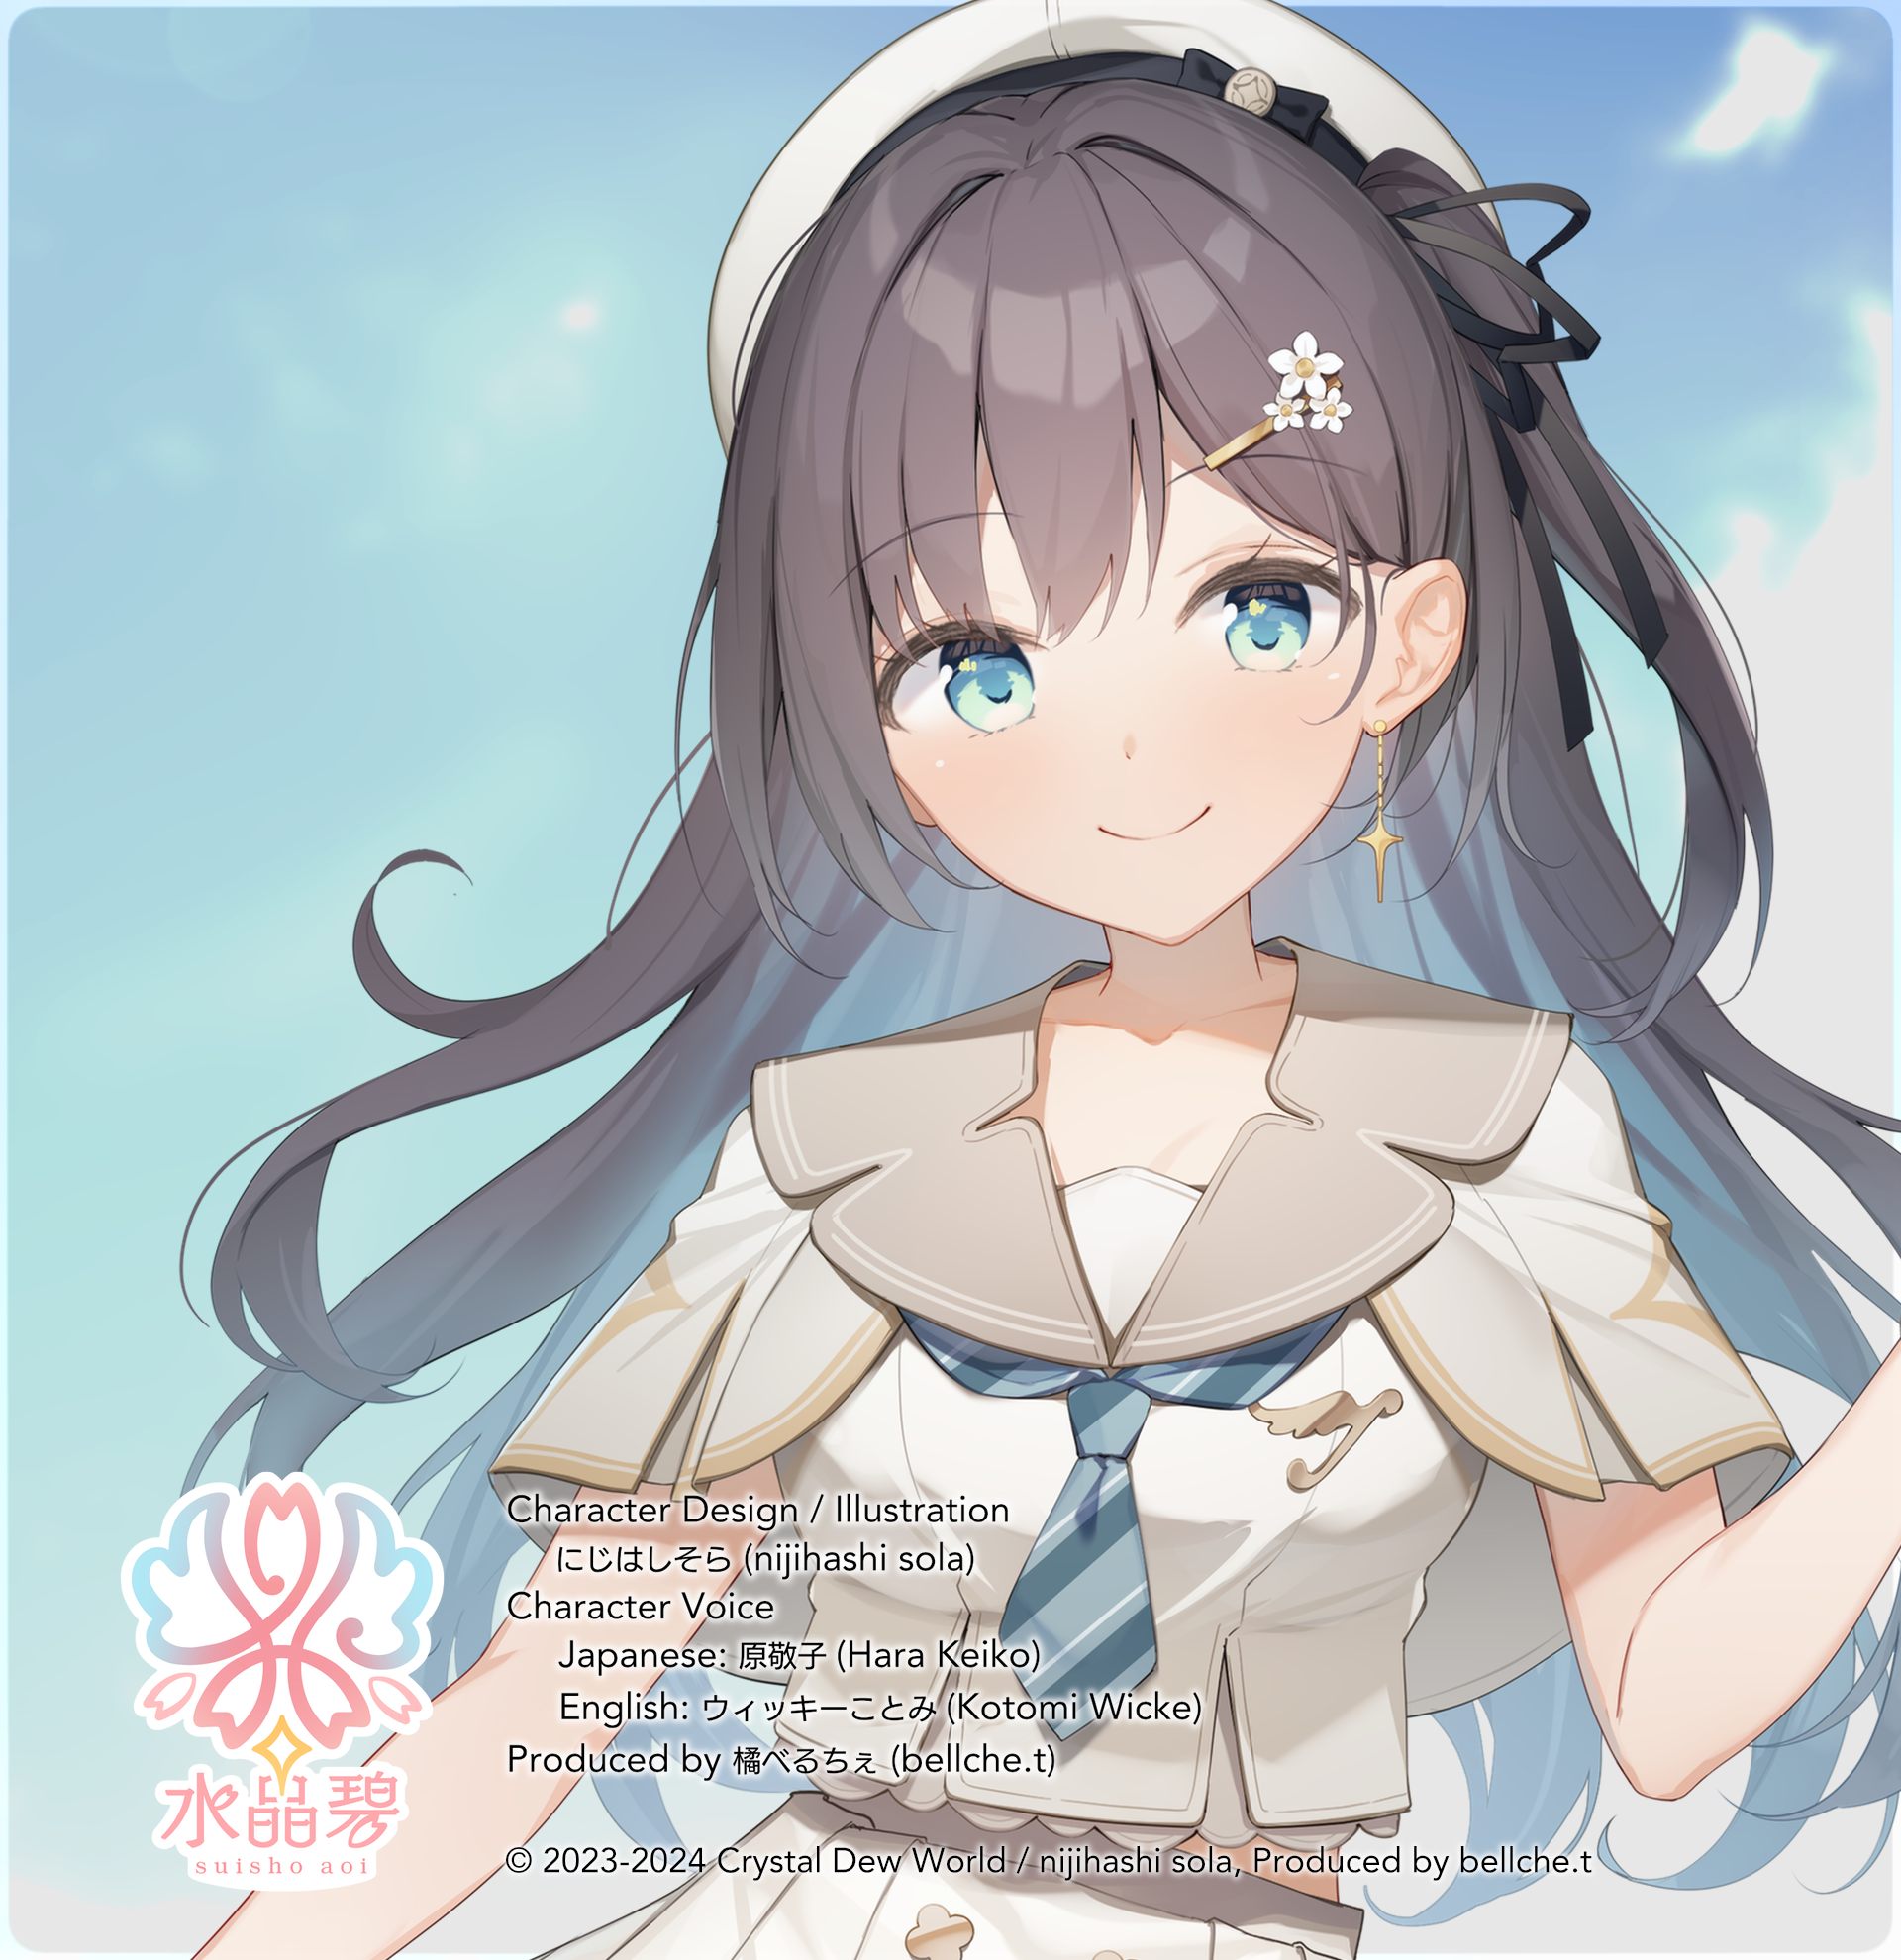 Character Design / Illustration
にじはしそら (nijihashi sola)
Character Voice
Japanese: 原敬子 (Hara Keiko)
English: ウィッキーことみ (Kotomi Wicke)
Produced by 橘べるちぇ (bellche.t)
水晶碧
suisho aoi
© 2023-2024 Crystal Dew World / nijihashi sola, Produced by bellche.t